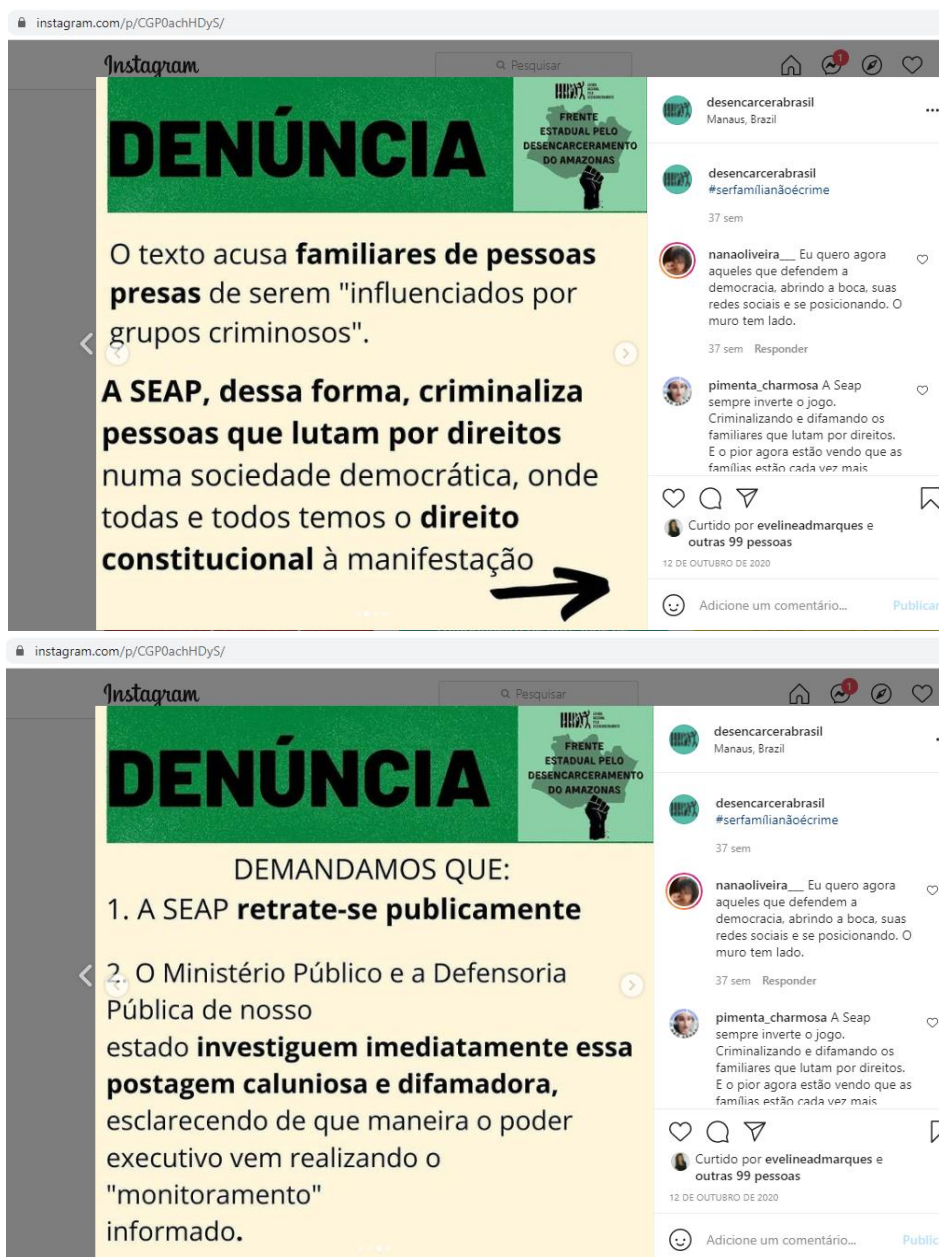 instagram.com/p/CGP0achHDyS/
Instagram
Pesquisar
1
DENÚNCIA
FRENTE
ESTADUAL PELO
DESENCARCERAMENTO
DO AMAZONAS
O texto acusa familiares de pessoas
presas de serem "influenciados por
grupos criminosos".
A SEAP, dessa forma, criminaliza
pessoas que lutam por direitos
numa sociedade democrática, onde
todas e todos temos o direito
constitucional à manifestação
desencarcerabrasil
Manaus, Brazil
desencarcerabrasil
#serfamílianãoécrime
37 sem
nanaoliveira__ Eu quero agora
aqueles que defendem a
democracia, abrindo a boca, suas
redes sociais e se posicionando. O
muro tem lado.
37 sem Responder
pimenta_charmosa A Seap
sempre inverte o jogo.
Criminalizando e difamando os
familiares que lutam por direitos.
E o pior agora estão vendo que as
famílias estão cada vez mais
Curtido por evelineadmarques e
outras 99 pessoas
12 DE OUTUBRO DE 2020
Adicione um comentário...
Publicar
instagram.com/p/CGP0achHDyS/
Instagram
Pesquisar
1
DENÚNCIA
FRENTE
ESTADUAL PELO
DESENCARCERAMENTO
DO AMAZONAS
DEMANDAMOS QUE:
1. A SEAP retrate-se publicamente
2. O Ministério Público e a Defensoria
Pública de nosso
estado investiguem imediatamente essa
postagem caluniosa e difamadora,
esclarecendo de que maneira o poder
executivo vem realizando o
"monitoramento"
informado.
desencarcerabrasil
Manaus, Brazil
desencarcerabrasil
#serfamílianãoécrime
37 sem
nanaoliveira__ Eu quero agora
aqueles que defendem a
democracia, abrindo a boca, suas
redes sociais e se posicionando. O
muro tem lado.
37 sem Responder
pimenta_charmosa A Seap
sempre inverte o jogo.
Criminalizando e difamando os
familiares que lutam por direitos.
E o pior agora estão vendo que as
famílias estão cada vez mais
Curtido por evelineadmarques e
outras 99 pessoas
12 DE OUTUBRO DE 2020
Adicione um comentário...
Public